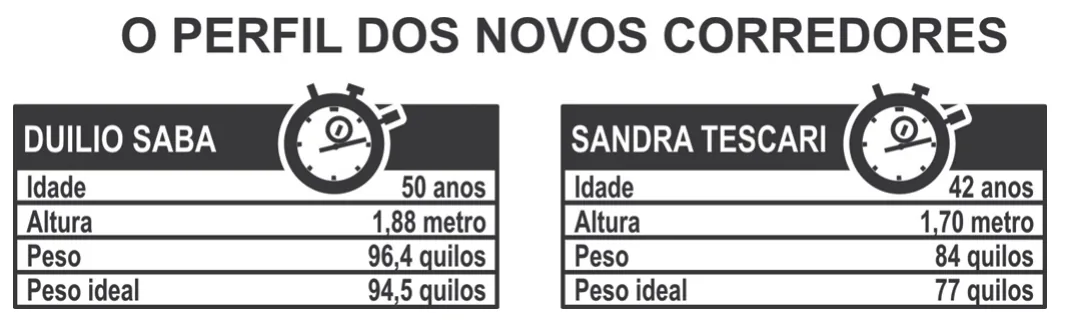 O PERFIL DOS NOVOS CORREDORES
DUILIO SABA
Idade 50 anos
Altura 1,88 metro
Peso 96,4 quilos
Peso ideal 94,5 quilos
SANDRA TESCARI
Idade 42 anos
Altura 1,70 metro
Peso 84 quilos
Peso ideal 77 quilos